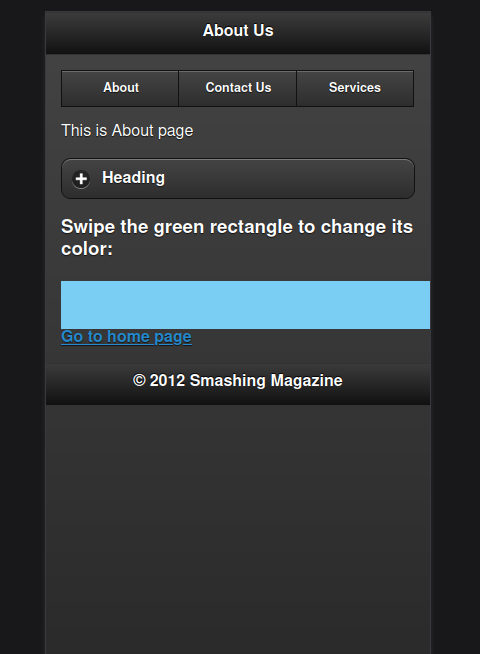 About Us
About Contact Us Services
This is About page
Heading
Swipe the green rectangle to change its
color:
Go to home page
© 2012 Smashing Magazine